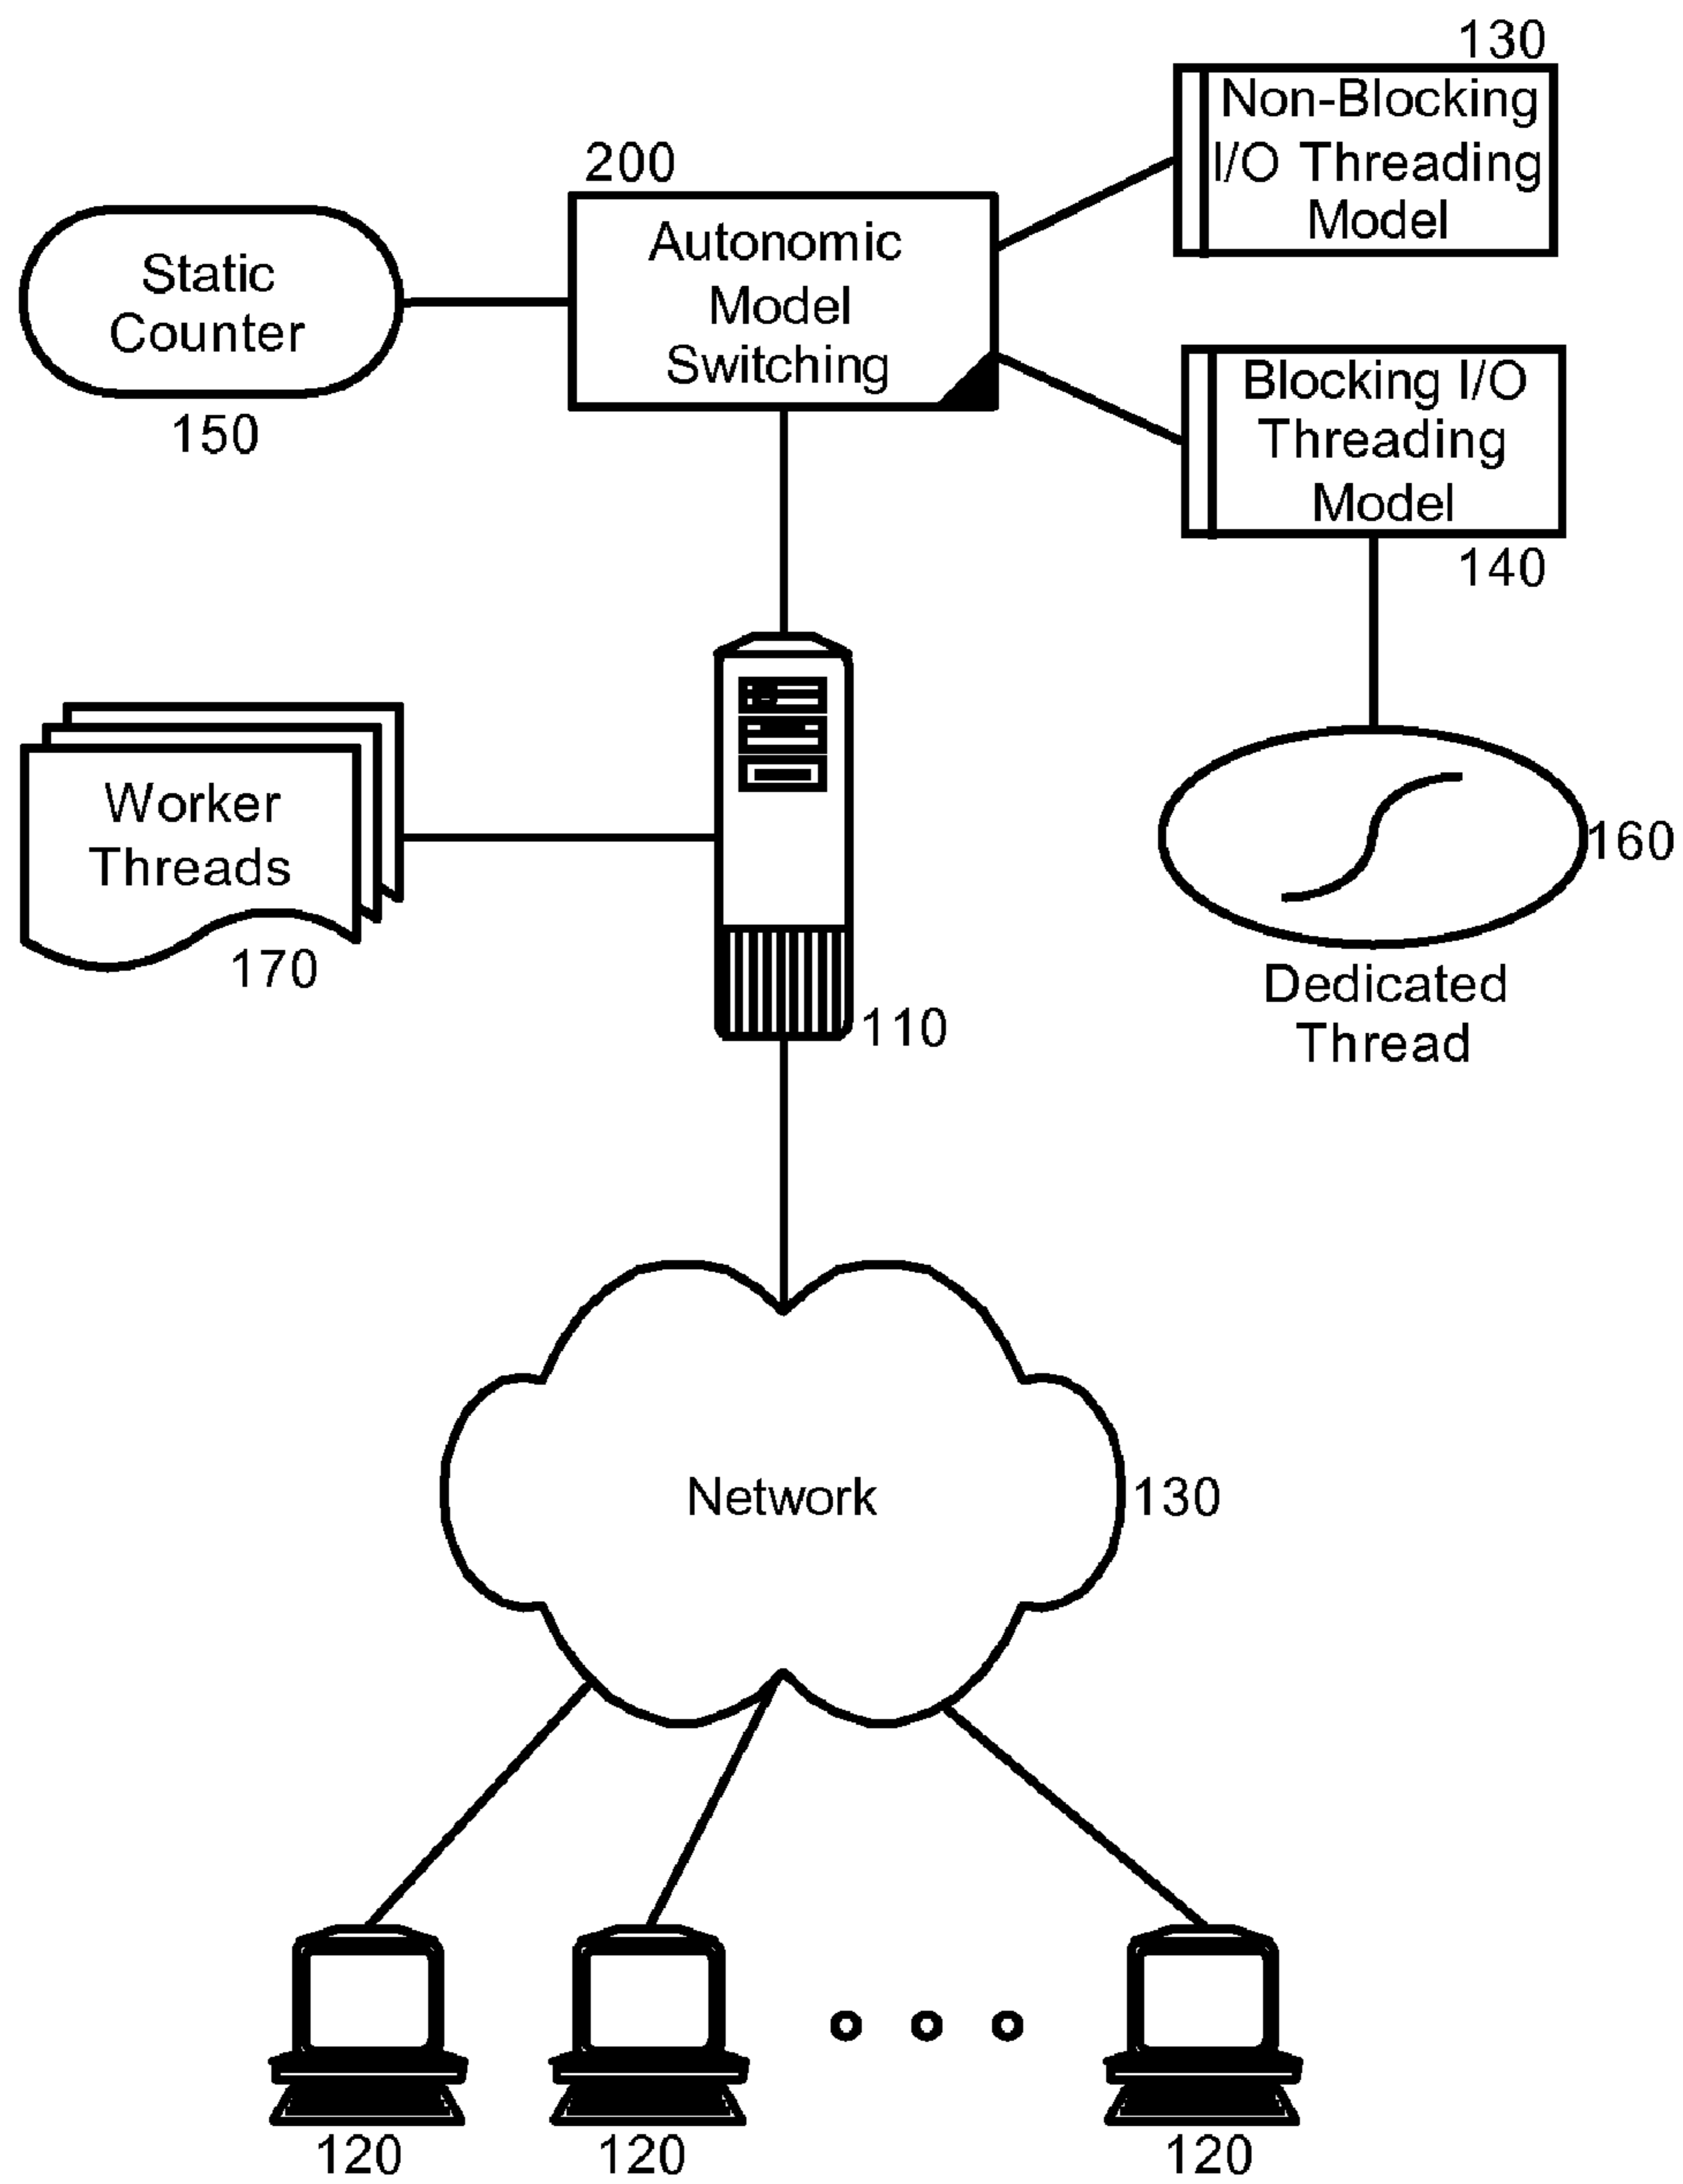 130
Non-Blocking
I/O Threading
Model
200
Autonomic
Model
Switching
Static
Counter
150
Blocking I/O
Threading
Model
140
Worker
Threads
170
160
Dedicated
Thread
110
Network
130
120
120
120